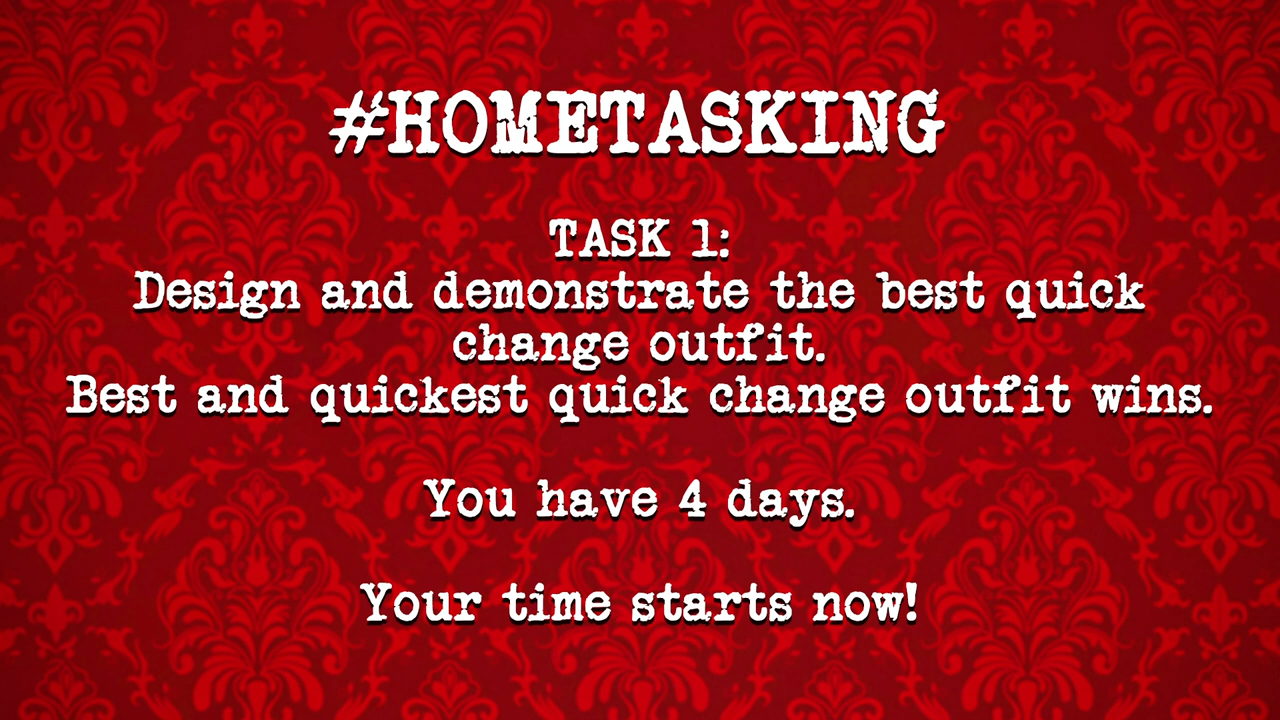 #HOMETASKING
TASK 1:
Design and demonstrate the best quick
change outfit.
Best and quickest quick change outfit wins.
You have 4 days.
Your time starts now!